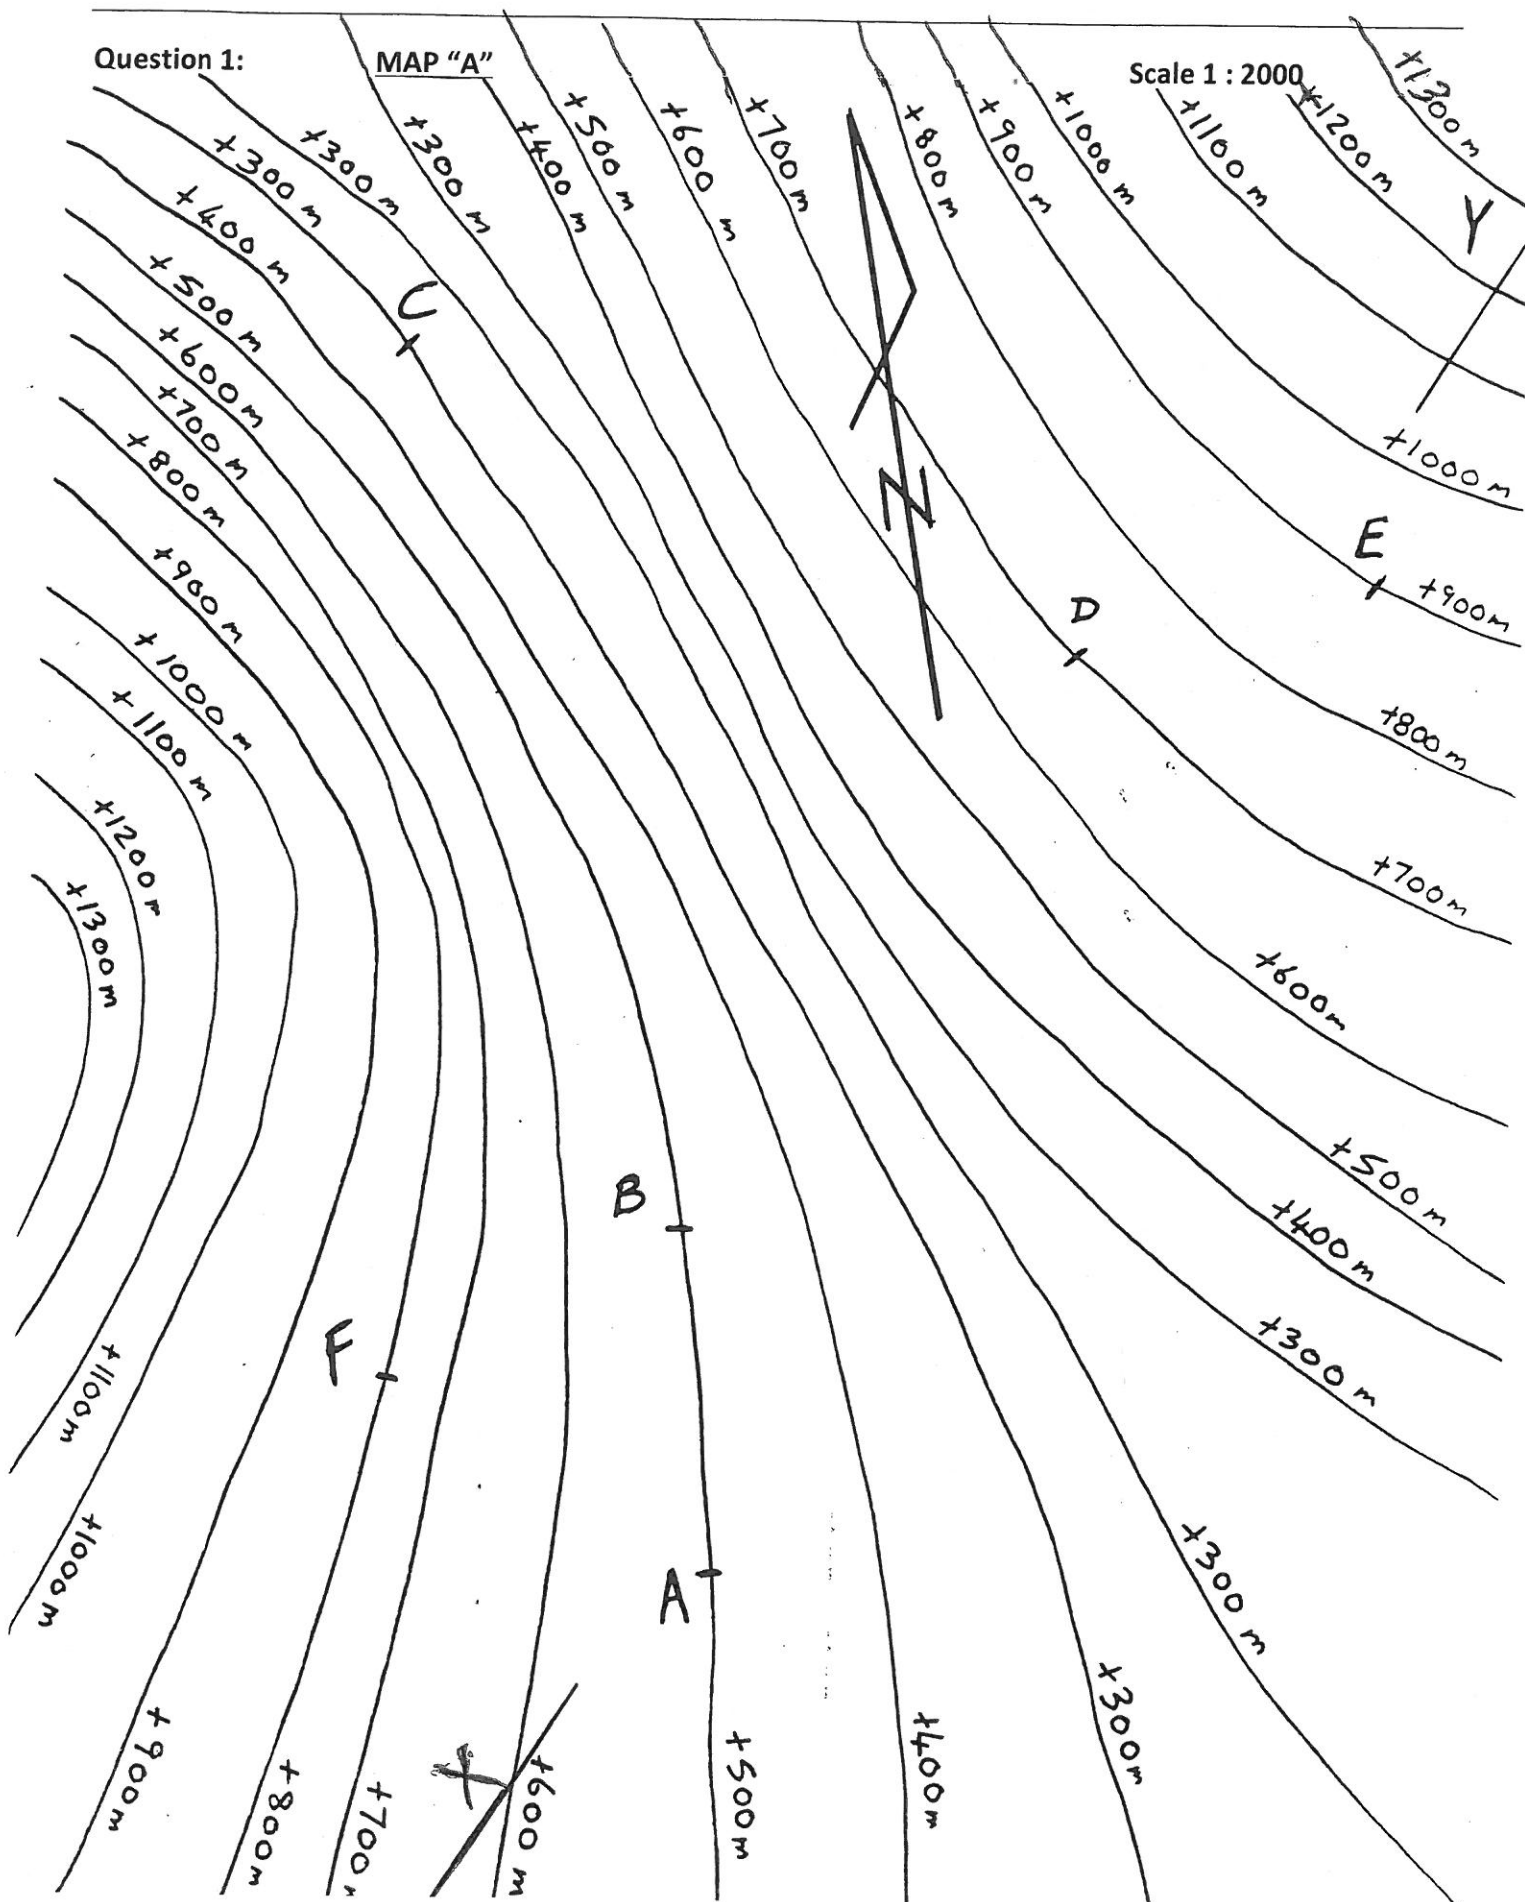 Question 1:
MAP "A"
Scale 1 : 2000
+300 m
+300 m
+300 m
+400 m
+500 m
+600 m
+700 m
+800 m
+900 m
+1000 m
+1100 m
+1200 m
+1300 m
Y
+400 m
+500 m
+600 m
+700 m
+800 m
+900 m
+1000 m
+1100 m
+1200 m
+1300 m
C
N
+1000 m
E
+900 m
D
+800 m
+700 m
+600 m
+500 m
+400 m
+300 m
B
F
A
+1100 m
+1000 m
+900 m
+800 m
+700
X
+600 m
+500 m
+400 m
+300 m
+300 m